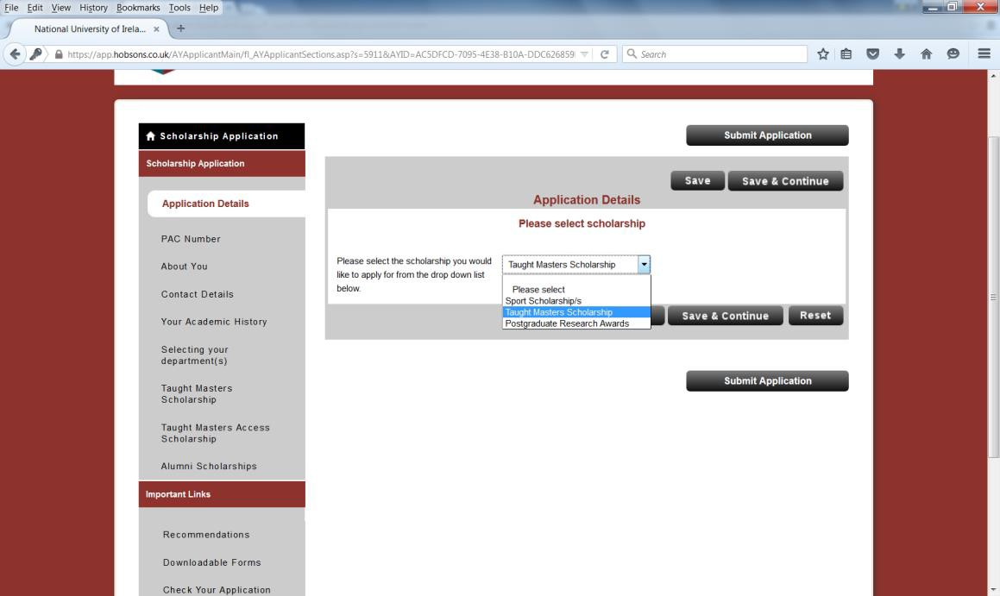 File Edit View History Bookmarks Tools Help
National University of Irela... × +
https://app.hobsons.co.uk/AYApplicantMain/fl_AYApplicantSections.asp?s=5911&AYID=AC5DFCD-7095-4E38-B10A-DDC626859
Search
Scholarship Application
Submit Application
Scholarship Application
Save Save & Continue
Application Details
Application Details
Please select scholarship
PAC Number
Please select the scholarship you would
like to apply for from the drop down list
below.
Taught Masters Scholarship
Please select
Sport Scholarship/s
Taught Masters Scholarship
Postgraduate Research Awards
About You
Contact Details
Save & Continue Reset
Your Academic History
Selecting your
department(s)
Submit Application
Taught Masters
Scholarship
Taught Masters Access
Scholarship
Alumni Scholarships
Important Links
Recommendations
Downloadable Forms
Check Your Application